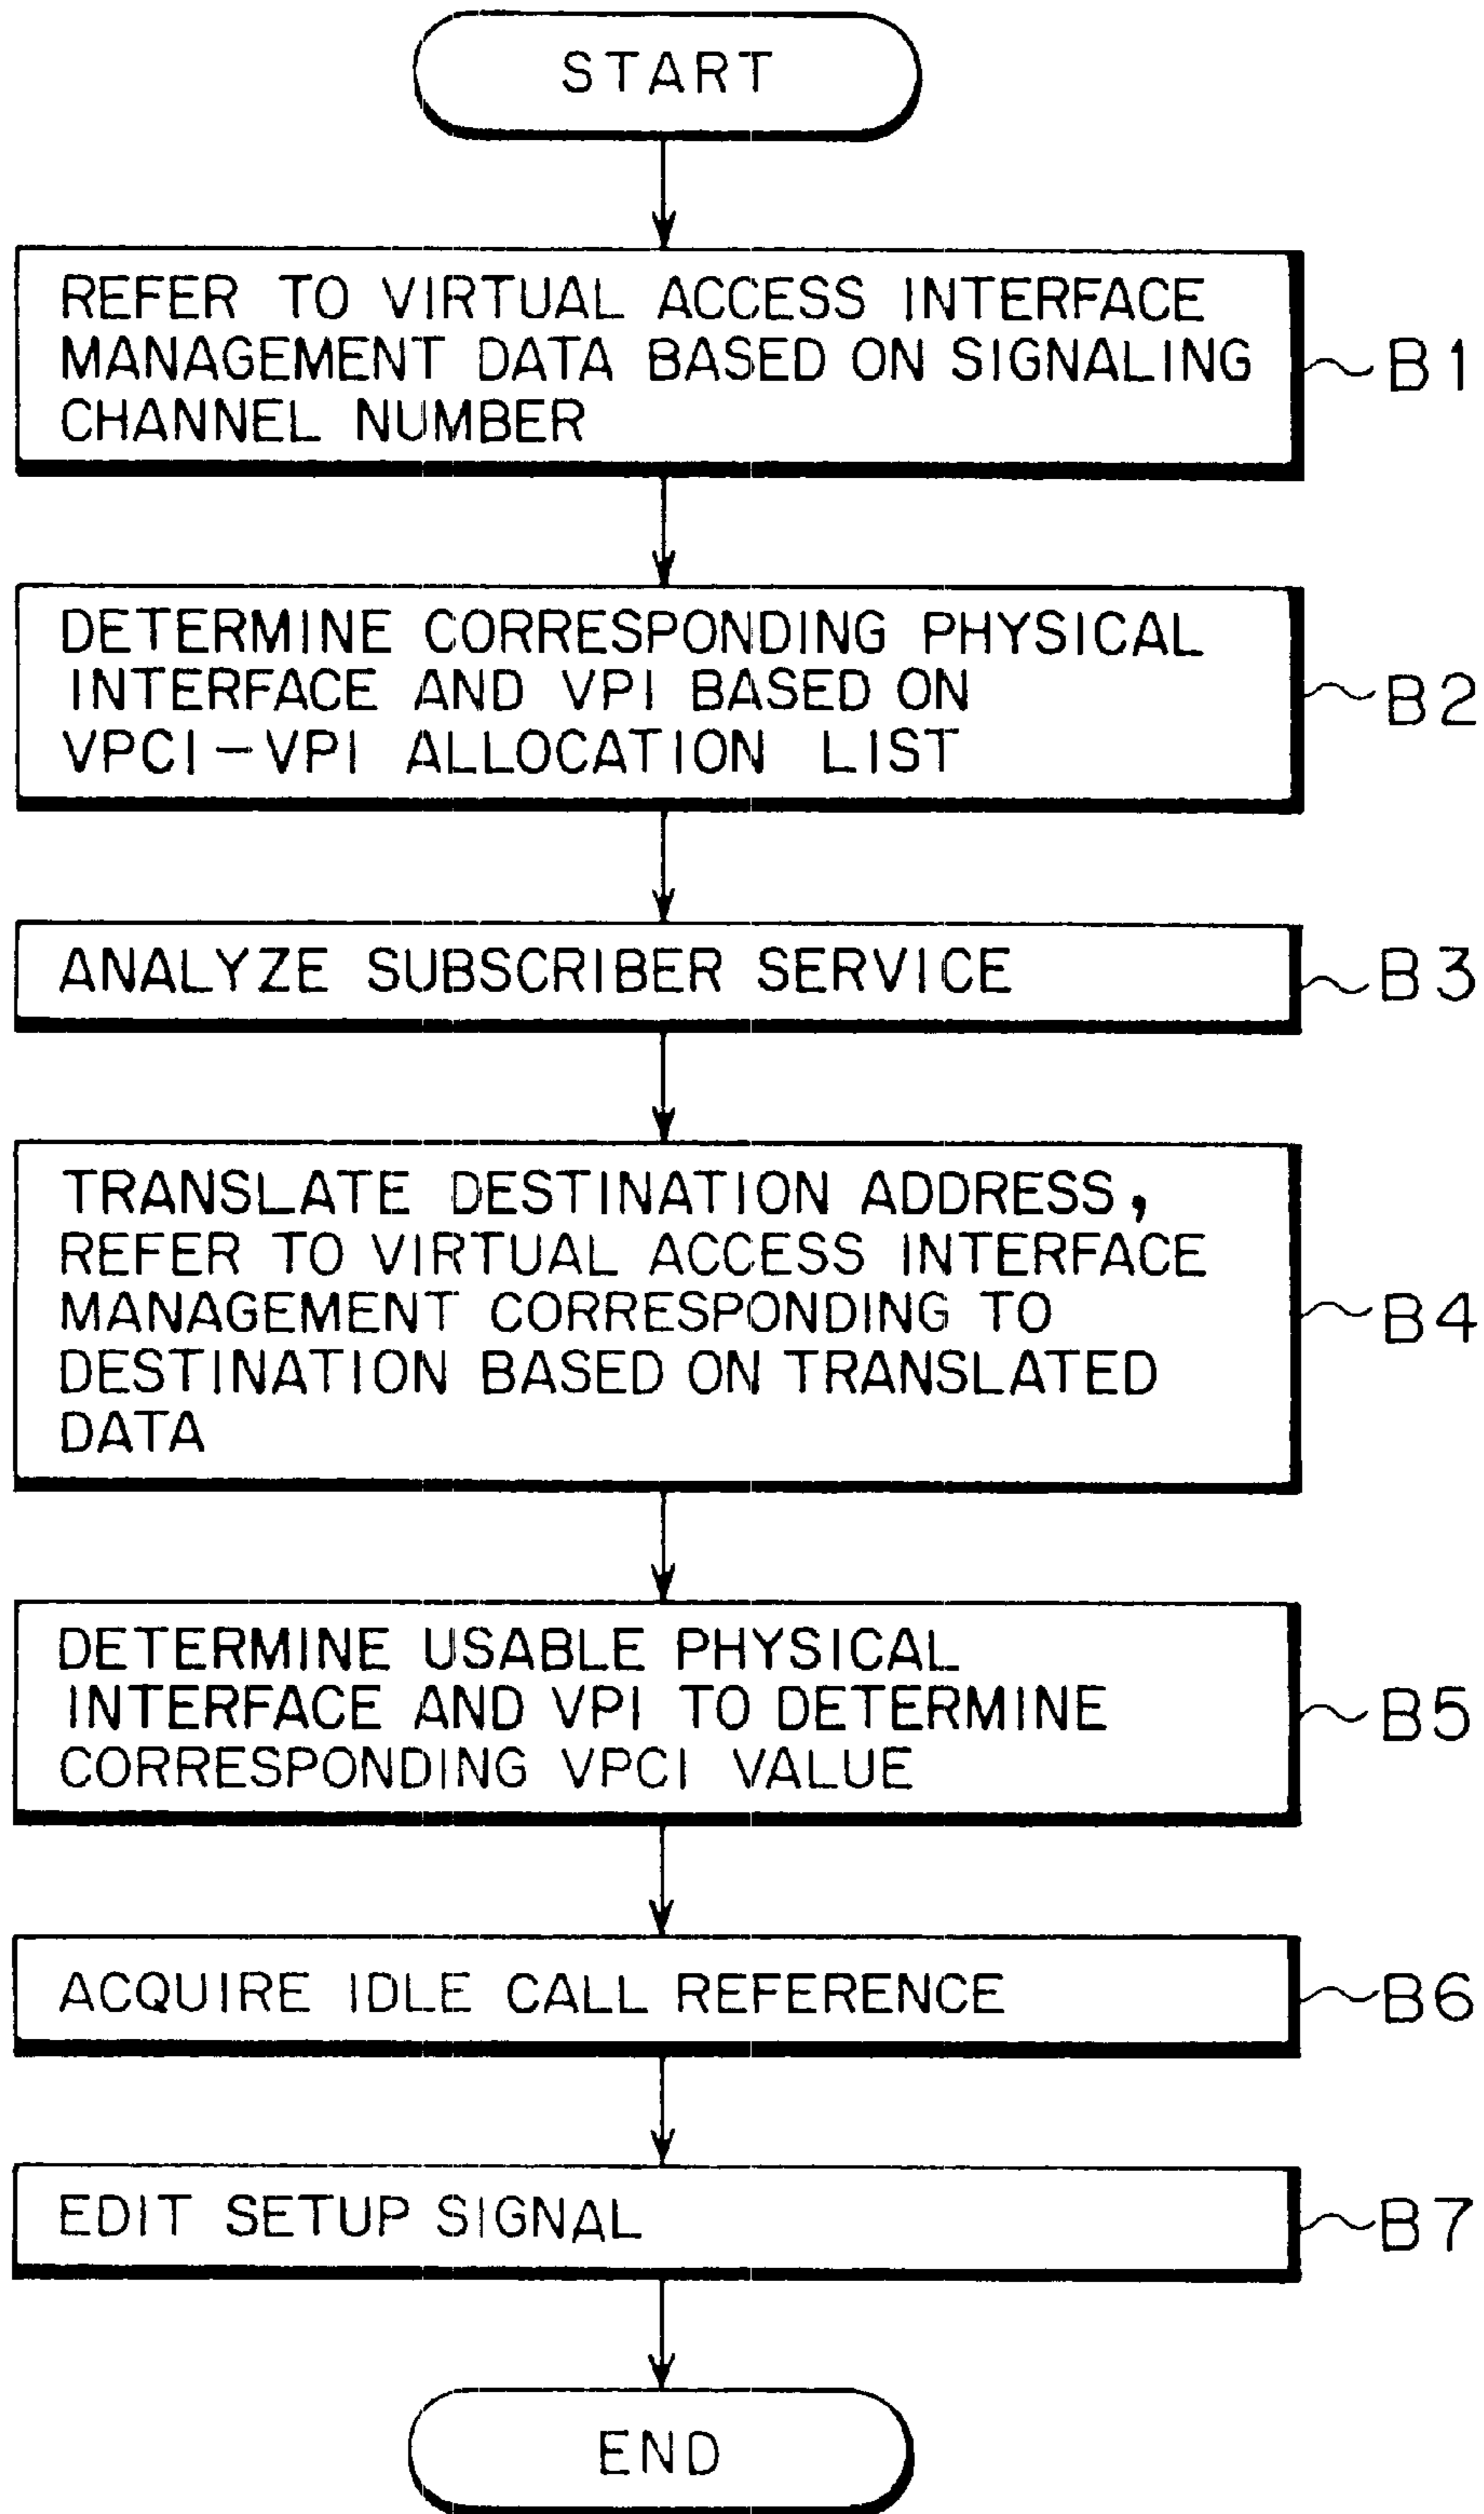 START
REFER TO VIRTUAL ACCESS INTERFACE
MANAGEMENT DATA BASED ON SIGNALING
CHANNEL NUMBER
B1
DETERMINE CORRESPONDING PHYSICAL
INTERFACE AND VPI BASED ON
VPCI-VPI ALLOCATION LIST
B2
ANALYZE SUBSCRIBER SERVICE
B3
TRANSLATE DESTINATION ADDRESS,
REFER TO VIRTUAL ACCESS INTERFACE
MANAGEMENT CORRESPONDING TO
DESTINATION BASED ON TRANSLATED
DATA
B4
DETERMINE USABLE PHYSICAL
INTERFACE AND VPI TO DETERMINE
CORRESPONDING VPCI VALUE
B5
ACQUIRE IDLE CALL REFERENCE
B6
EDIT SETUP SIGNAL
B7
END